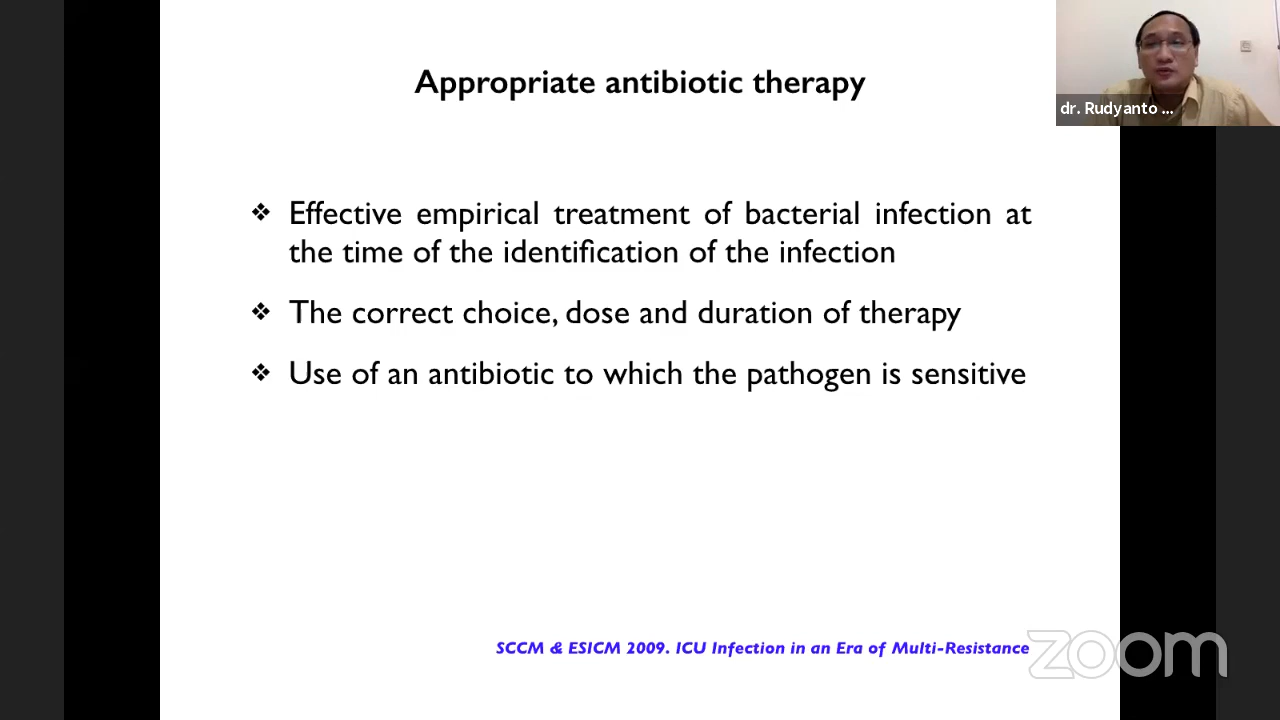 Appropriate antibiotic therapy
dr. Rudyanto ...
❖ Effective empirical treatment of bacterial infection at
the time of the identification of the infection
❖ The correct choice, dose and duration of therapy
❖ Use of an antibiotic to which the pathogen is sensitive
SCCM & ESICM 2009. ICU Infection in an Era of Multi-Resistance
zoom